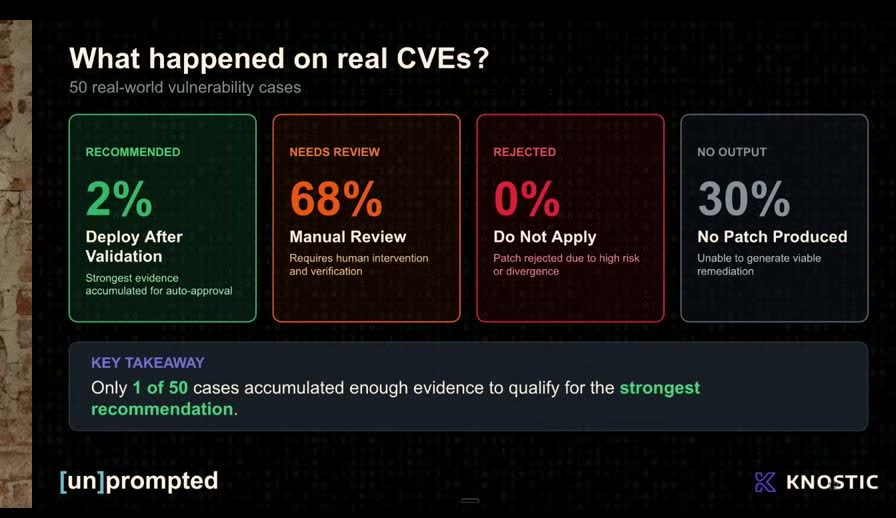 What happened on real CVEs?
50 real-world vulnerability cases
RECOMMENDED
2%
Deploy After
Validation
Strongest evidence
accumulated for auto-approval
NEEDS REVIEW
68%
Manual Review
Requires human intervention
and verification
REJECTED
0%
Do Not Apply
Patch rejected due to high risk
or divergence
NO OUTPUT
30%
No Patch Produced
Unable to generate viable
remediation
KEY TAKEAWAY
Only 1 of 50 cases accumulated enough evidence to qualify for the strongest
recommendation.
[un]prompted
KNOSTIC